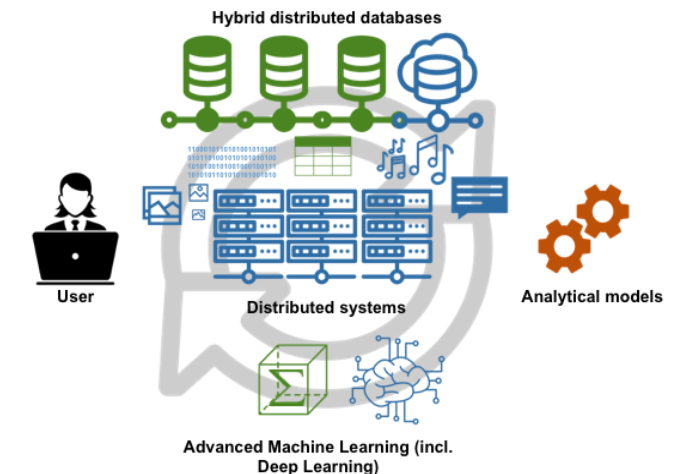 Hybrid distributed databases
User
Distributed systems
Analytical models
Σ
Advanced Machine Learning (incl.
Deep Learning)